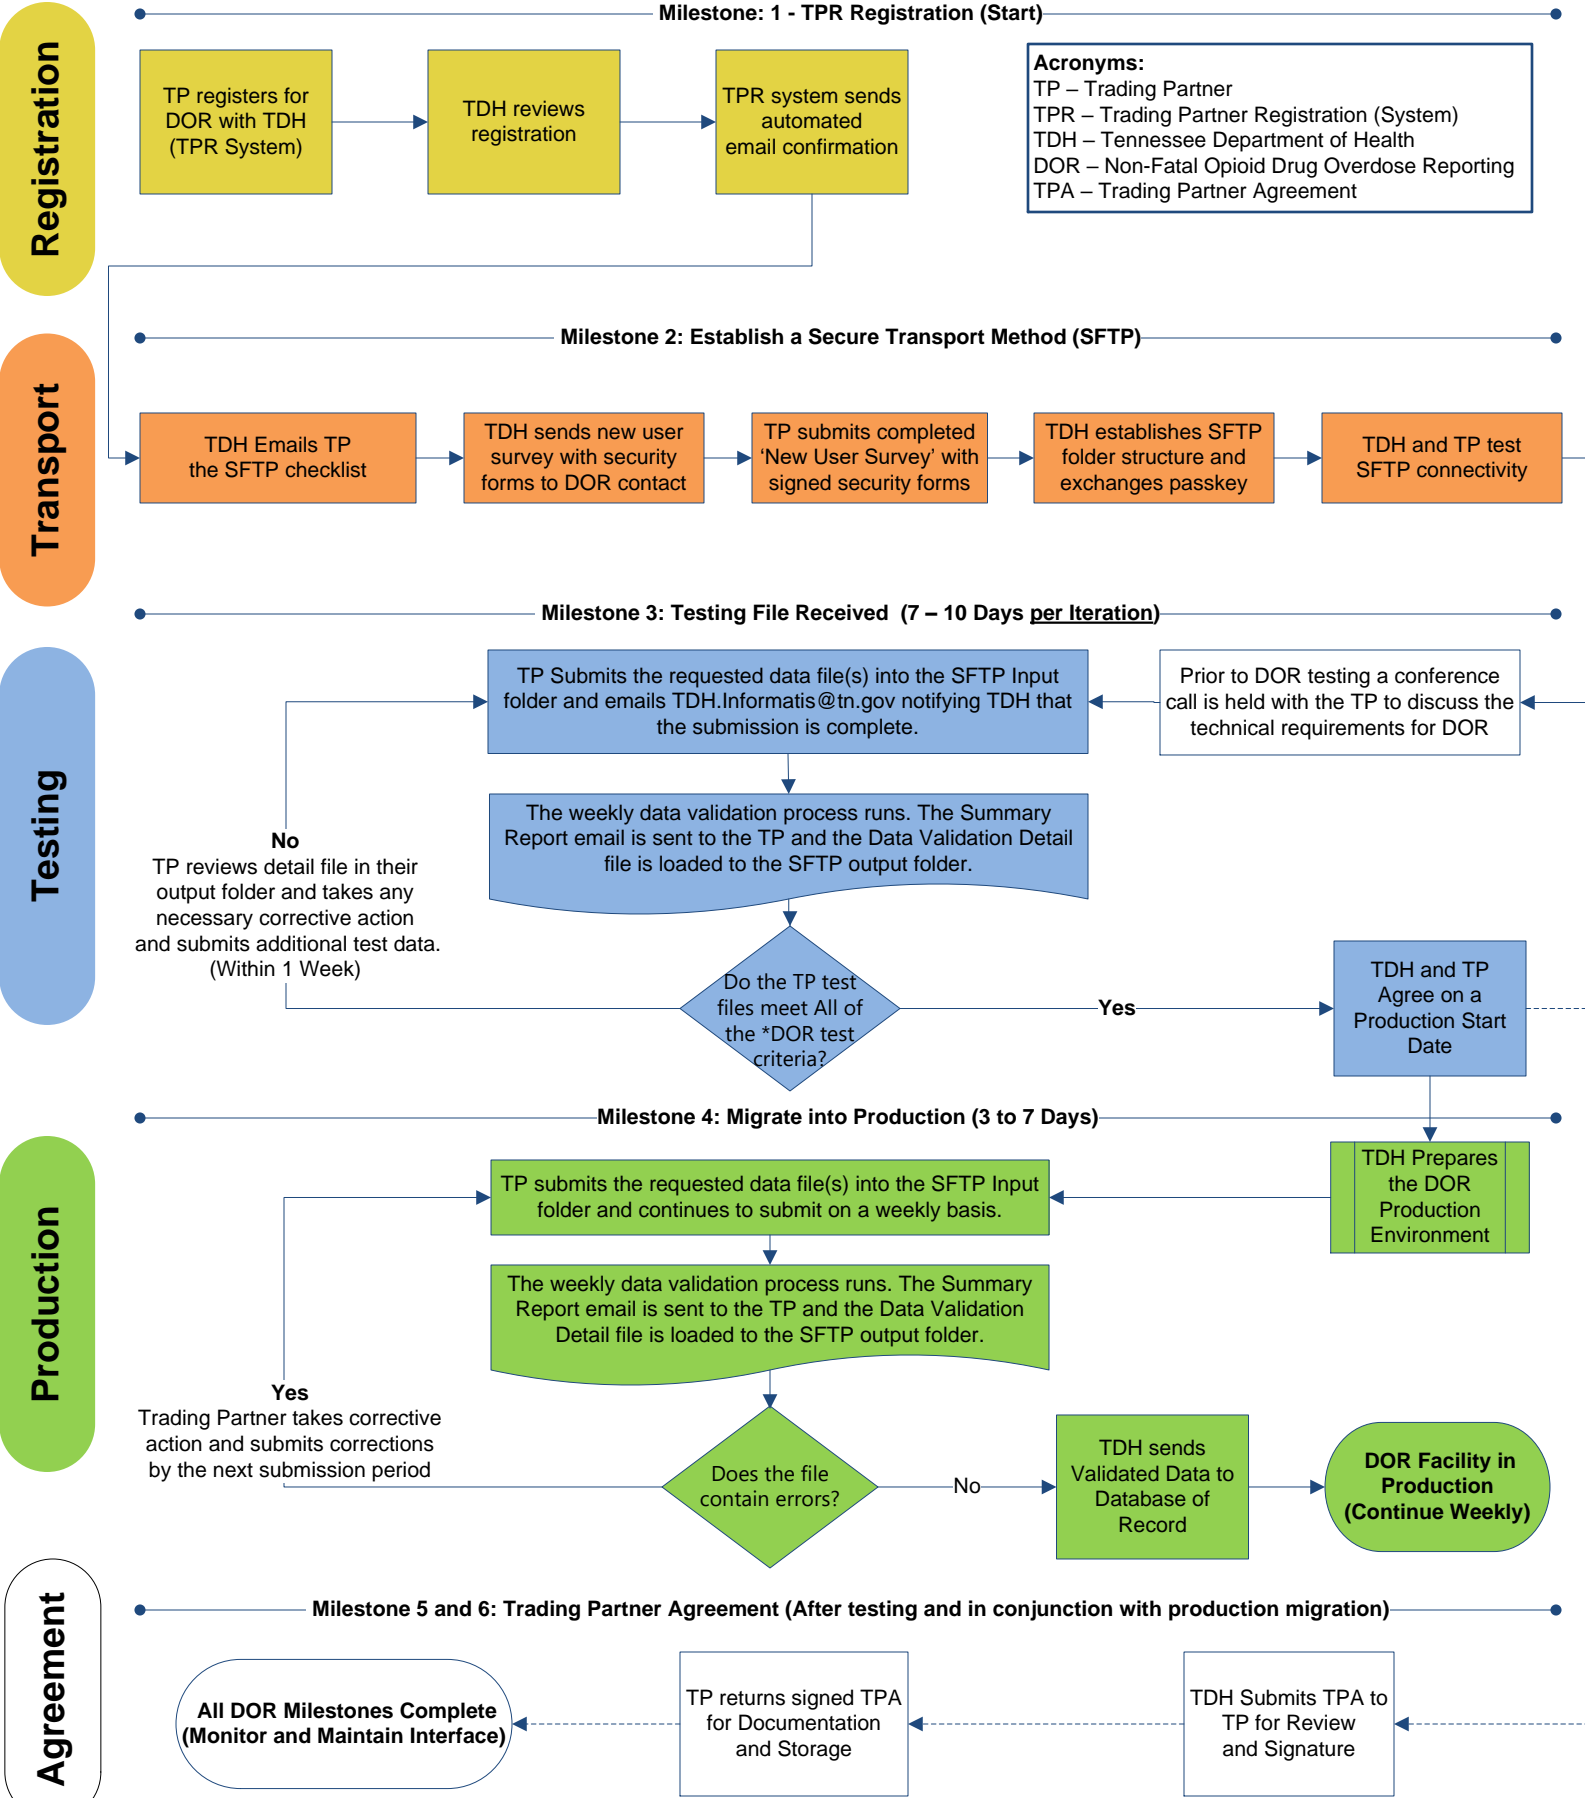 Registration
Milestone: 1 - TPR Registration (Start)
TP registers for
DOR with TDH
(TPR System)
TDH reviews
registration
TPR system sends
automated
email confirmation
Acronyms:
TP – Trading Partner
TPR – Trading Partner Registration (System)
TDH – Tennessee Department of Health
DOR – Non-Fatal Opioid Drug Overdose Reporting
TPA – Trading Partner Agreement
Transport
Milestone 2: Establish a Secure Transport Method (SFTP)
TDH Emails TP
the SFTP checklist
TDH sends new user
survey with security
forms to DOR contact
TP submits completed
‘New User Survey’ with
signed security forms
TDH establishes SFTP
folder structure and
exchanges passkey
TDH and TP test
SFTP connectivity
Testing
Milestone 3: Testing File Received (7 – 10 Days per Iteration)
TP Submits the requested data file(s) into the SFTP Input
folder and emails TDH.Informatis@tn.gov notifying TDH that
the submission is complete.
Prior to DOR testing a conference
call is held with the TP to discuss the
technical requirements for DOR
The weekly data validation process runs. The Summary
Report email is sent to the TP and the Data Validation Detail
file is loaded to the SFTP output folder.
No
TP reviews detail file in their
output folder and takes any
necessary corrective action
and submits additional test data.
(Within 1 Week)
Do the TP test
files meet All of
the *DOR test
criteria?
Yes
TDH and TP
Agree on a
Production Start
Date
Production
Milestone 4: Migrate into Production (3 to 7 Days)
TP submits the requested data file(s) into the SFTP Input
folder and continues to submit on a weekly basis.
TDH Prepares
the DOR
Production
Environment
The weekly data validation process runs. The Summary
Report email is sent to the TP and the Data Validation
Detail file is loaded to the SFTP output folder.
Yes
Trading Partner takes corrective
action and submits corrections
by the next submission period
Does the file
contain errors?
No
TDH sends
Validated Data to
Database of
Record
DOR Facility in
Production
(Continue Weekly)
Agreement
Milestone 5 and 6: Trading Partner Agreement (After testing and in conjunction with production migration)
All DOR Milestones Complete
(Monitor and Maintain Interface)
TP returns signed TPA
for Documentation
and Storage
TDH Submits TPA to
TP for Review
and Signature